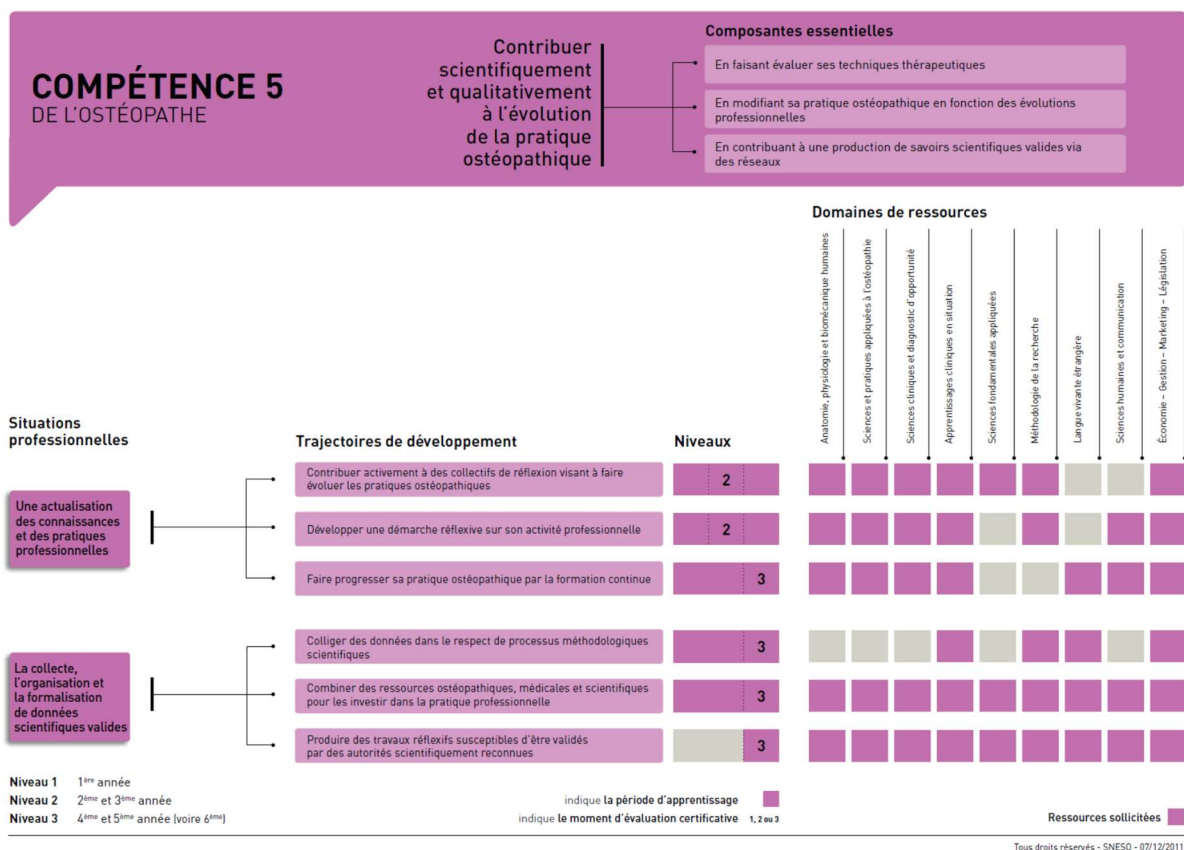 COMPÉTENCE 5
DE L'OSTÉOPATHE
Contribuer
scientifiquement
et qualitativement
à l'évolution
de la pratique
ostéopathique
Composantes essentielles
En faisant évaluer ses techniques thérapeutiques
En modifiant sa pratique ostéopathique en fonction des évolutions
professionnelles
En contribuant à une production de savoirs scientifiques valides via
des réseaux
Domaines de ressources
Anatomie, physiologie et biomécanique humaines
Sciences et pratiques appliquées à l'ostéopathie
Sciences cliniques et diagnostic d'opportunité
Apprentissages cliniques en situation
Sciences fondamentales appliquées
Méthodologie de la recherche
Langue vivante étrangère
Sciences humaines et communication
Économie – Gestion – Marketing – Législation
Situations
professionnelles
Trajectoires de développement
Niveaux
Une actualisation
des connaissances
et des pratiques
professionnelles
Contribuer activement à des collectifs de réflexion visant à faire
évoluer les pratiques ostéopathiques
2
Développer une démarche réflexive sur son activité professionnelle
2
Faire progresser sa pratique ostéopathique par la formation continue
3
La collecte,
l'organisation et
la formalisation
de données
scientifiques valides
Colliger des données dans le respect de processus méthodologiques
scientifiques
3
Combiner des ressources ostéopathiques, médicales et scientifiques
pour les investir dans la pratique professionnelle
3
Produire des travaux réflexifs susceptibles d'être validés
par des autorités scientifiquement reconnues
3
Niveau 1 1ère année
Niveau 2 2ème et 3ème année
Niveau 3 4ème et 5ème année (voire 6ème)
indique la période d'apprentissage
indique le moment d'évaluation certificative 1, 2 ou 3
Ressources sollicitées
Tous droits réservés - SNESO - 07/12/2011